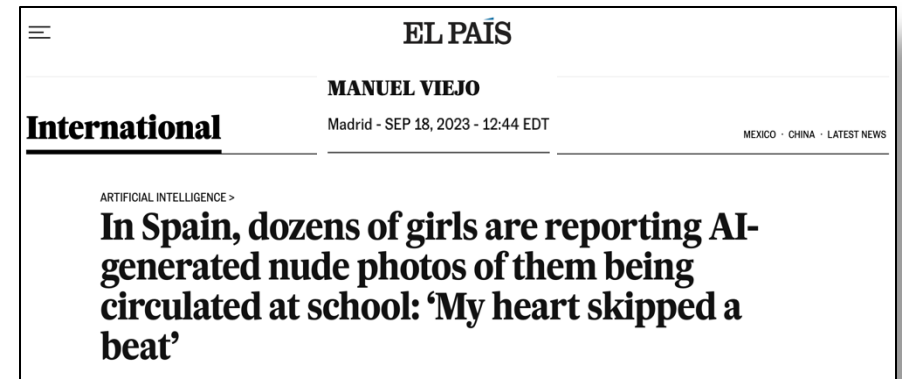 EL PAÍS
MANUEL VIEJO
International
Madrid - SEP 18, 2023 - 12:44 EDT
MEXICO · CHINA · LATEST NEWS
ARTIFICIAL INTELLIGENCE >
In Spain, dozens of girls are reporting AI-
generated nude photos of them being
circulated at school: ‘My heart skipped a
beat’